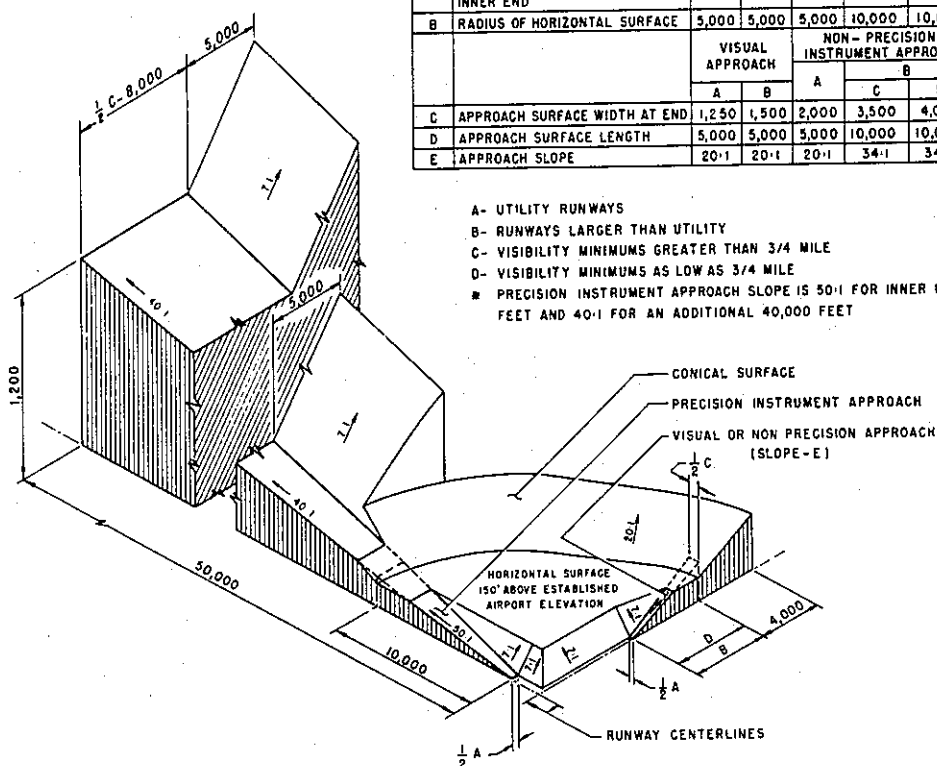 INNER END
B RADIUS OF HORIZONTAL SURFACE 5,000 5,000 5,000 10,000
VISUAL APPROACH
NON-PRECISION
A B A B
C
C APPROACH SURFACE WIDTH AT END 1,250 1,500 2,000 3,500
D APPROACH SURFACE LENGTH 5,000 5,000 5,000 10,000
E APPROACH SLOPE 20:1 20:1 20:1 34:1
A- UTILITY RUNWAYS
B- RUNWAYS LARGER THAN UTILITY
C- VISIBILITY MINIMUMS GREATER THAN 3/4 MILE
D- VISIBILITY MINIMUMS AS LOW AS 3/4 MILE
* PRECISION INSTRUMENT APPROACH SLOPE IS 50:1 FOR INNER
FEET AND 40:1 FOR AN ADDITIONAL 40,000 FEET
5,000
1/2 C-8,000
7:1
40:1
5,000
1,200
7:1
CONICAL SURFACE
PRECISION INSTRUMENT APPROACH
VISUAL OR NON PRECISION APPROACH
(SLOPE-E)
1/2 C
40:1
20:1
50,000
HORIZONTAL SURFACE
150' ABOVE ESTABLISHED
AIRPORT ELEVATION
50:1
7:1
7:1
7:1
7:1
10,000
4,000
D
B
1/2 A
RUNWAY CENTERLINES
1/2 A